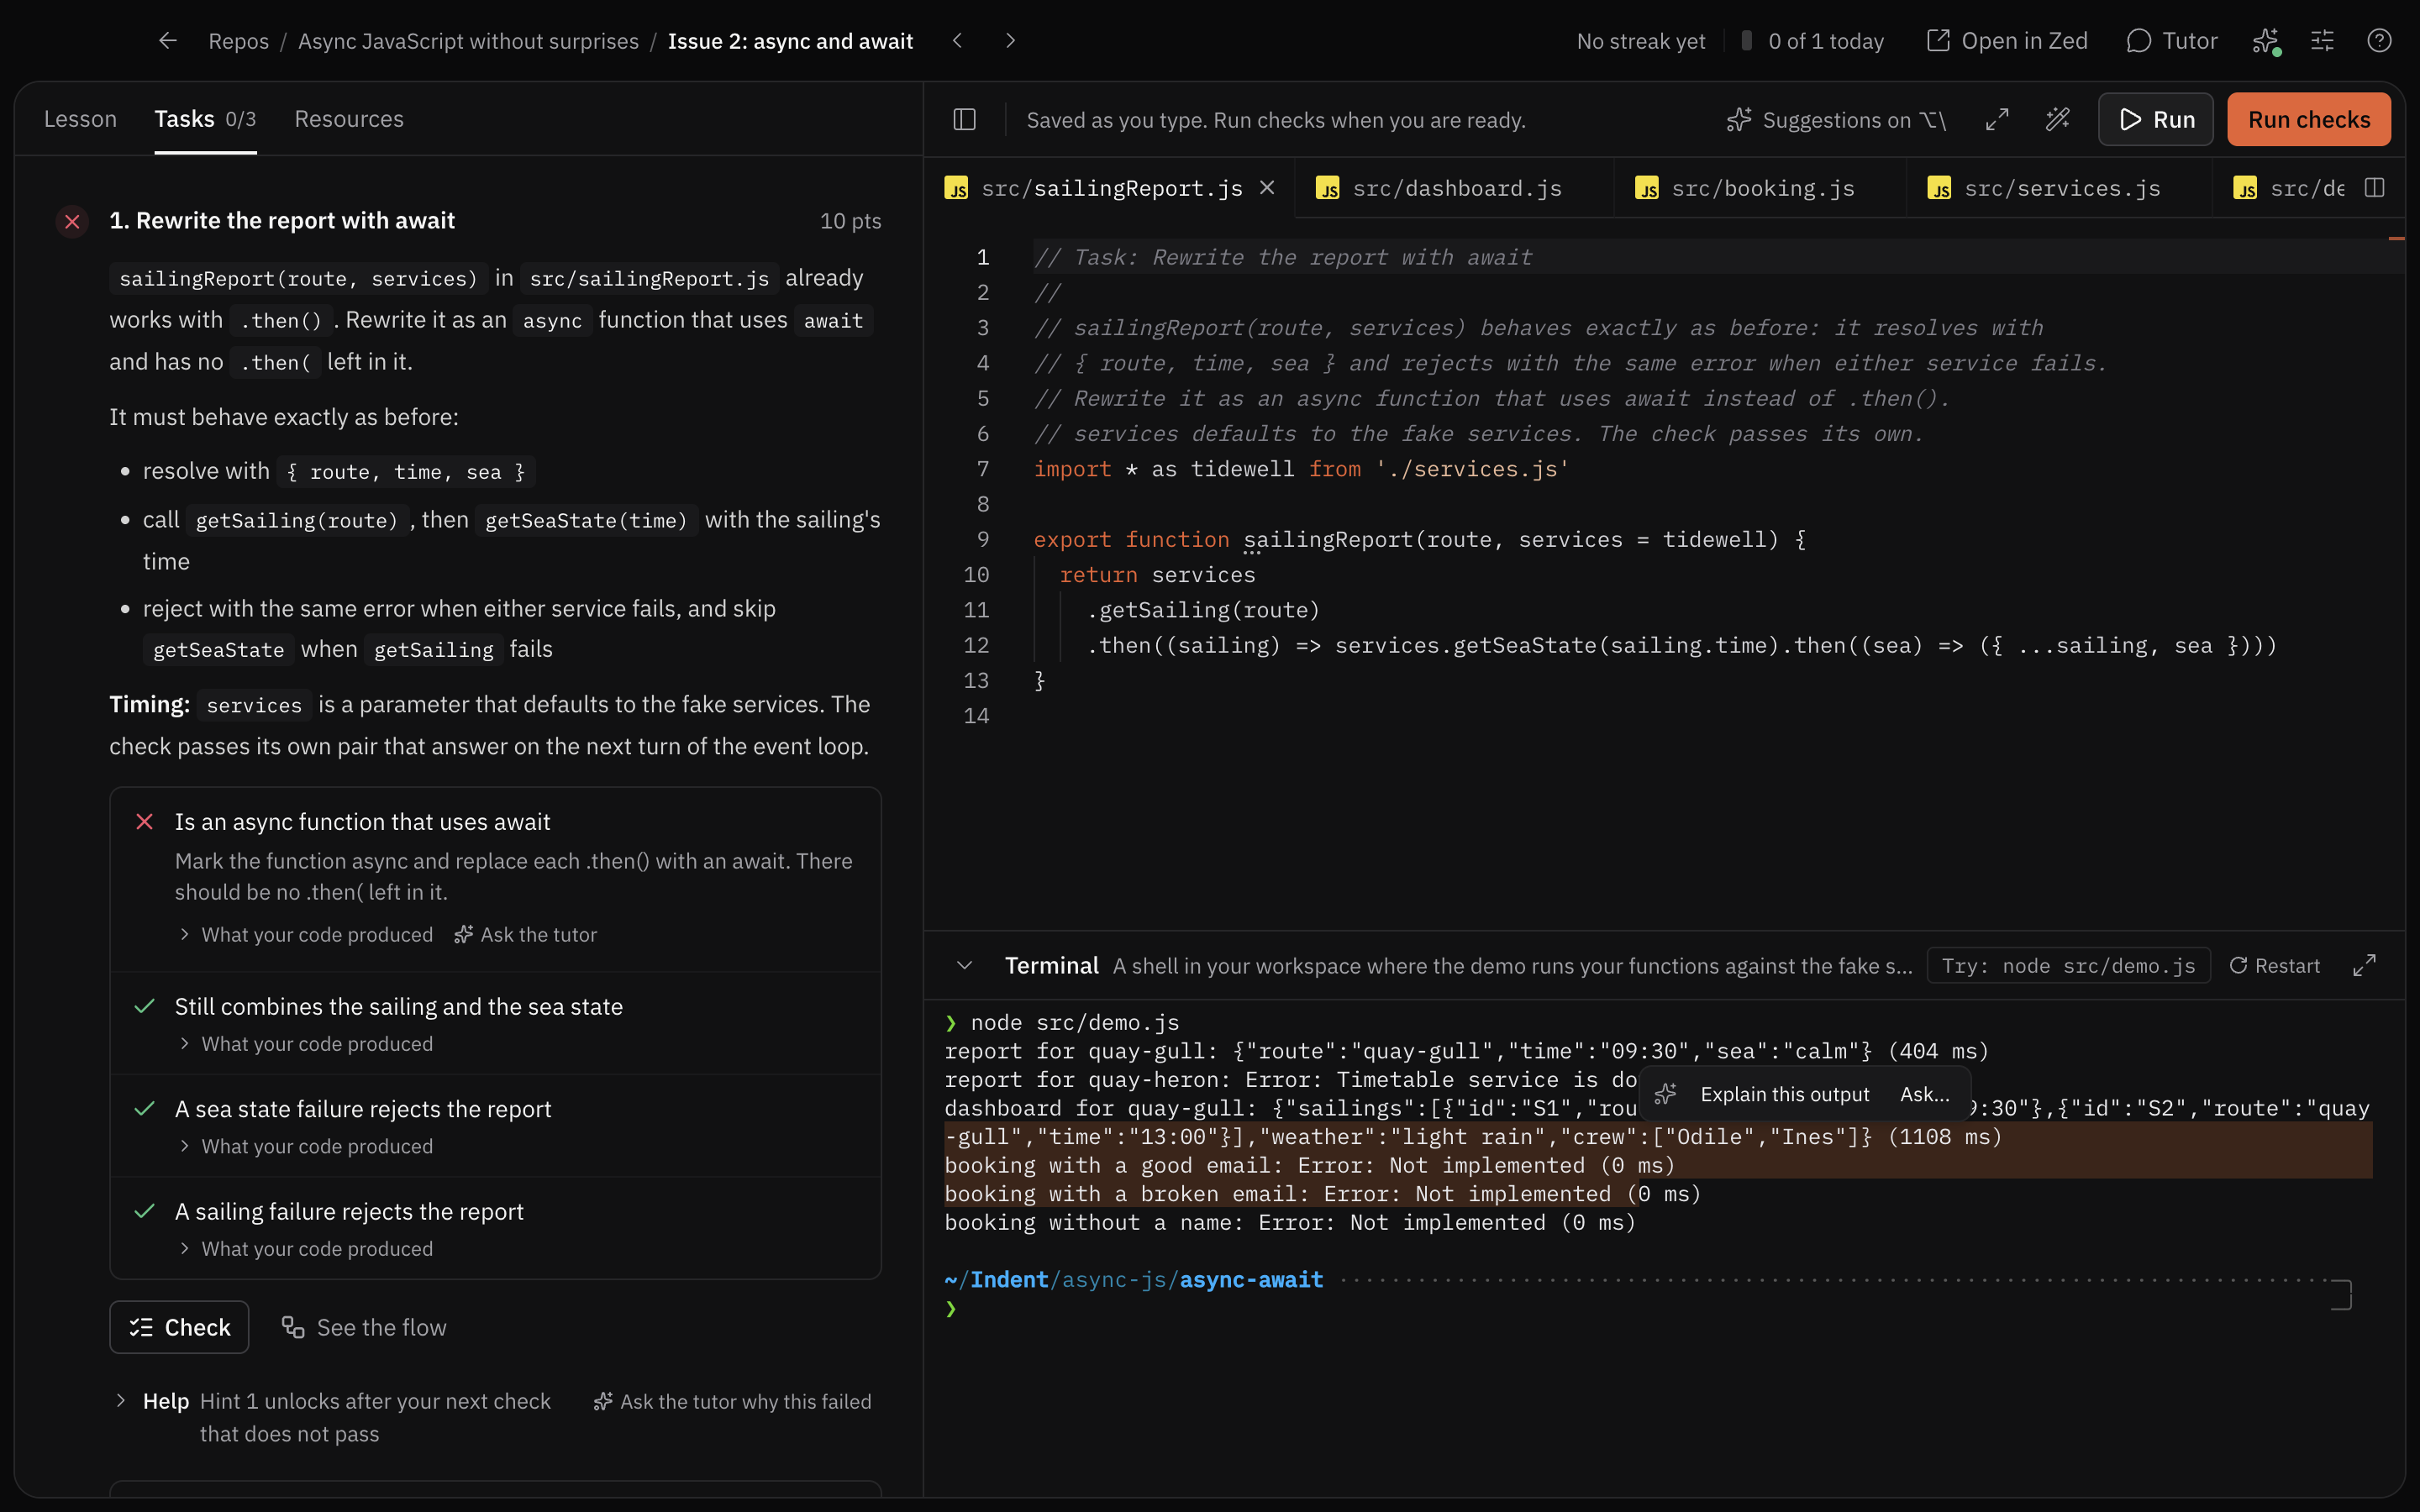 Repos / Async JavaScript without surprises / Issue 2: async and await
No streak yet
0 of 1 today
Open in Zed
Tutor
Lesson
Tasks 0/3
Resources
1. Rewrite the report with await
10 pts
sailingReport(route, services) in src/sailingReport.js already
works with .then() . Rewrite it as an async function that uses await
and has no .then( left in it.
It must behave exactly as before:
resolve with { route, time, sea }
call getSailing(route) , then getSeaState(time) with the sailing's
time
reject with the same error when either service fails, and skip
getSeaState when getSailing fails
Timing: services is a parameter that defaults to the fake services. The
check passes its own pair that answer on the next turn of the event loop.
Is an async function that uses await
Mark the function async and replace each .then() with an await. There
should be no .then( left in it.
What your code produced
Ask the tutor
Still combines the sailing and the sea state
What your code produced
A sea state failure rejects the report
What your code produced
A sailing failure rejects the report
What your code produced
Check
See the flow
Help Hint 1 unlocks after your next check
that does not pass
Ask the tutor why this failed
Saved as you type. Run checks when you are ready.
Suggestions on ⌥\
Run
Run checks
JS src/sailingReport.js
JS src/dashboard.js
JS src/booking.js
JS src/services.js
JS src/de
1 // Task: Rewrite the report with await
2 //
3 // sailingReport(route, services) behaves exactly as before: it resolves with
4 // { route, time, sea } and rejects with the same error when either service fails.
5 // Rewrite it as an async function that uses await instead of .then().
6 // services defaults to the fake services. The check passes its own.
7 import * as tidewell from './services.js'
8
9 export function sailingReport(route, services = tidewell) {
10 return services
11 .getSailing(route)
12 .then((sailing) => services.getSeaState(sailing.time).then((sea) => ({ ...sailing, sea })))
13 }
14
Terminal A shell in your workspace where the demo runs your functions against the fake s...
Try: node src/demo.js
Restart
❯ node src/demo.js
report for quay-gull: {"route":"quay-gull","time":"09:30","sea":"calm"} (404 ms)
report for quay-heron: Error: Timetable service is do
Explain this output Ask...
dashboard for quay-gull: {"sailings":[{"id":"S1","rou 9:30"},{"id":"S2","route":"quay
-gull","time":"13:00"}],"weather":"light rain","crew":["Odile","Ines"]} (1108 ms)
booking with a good email: Error: Not implemented (0 ms)
booking with a broken email: Error: Not implemented (0 ms)
booking without a name: Error: Not implemented (0 ms)
~/Indent/async-js/async-await
❯